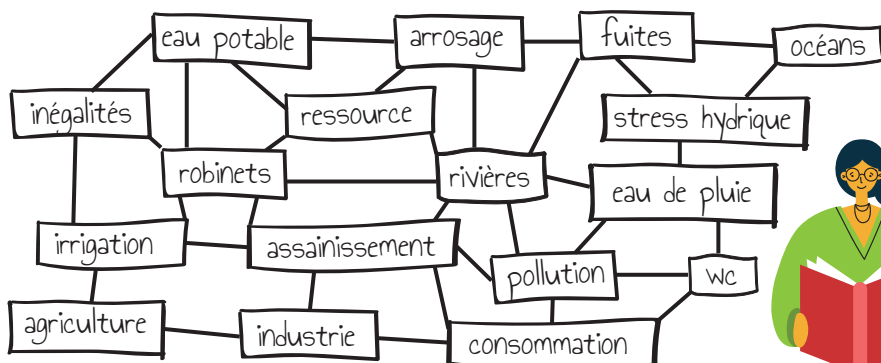 eau potable
arrosage
fuites
océans
inégalités
ressource
stress hydrique
robinets
rivières
eau de pluie
irrigation
assainissement
pollution
wc
agriculture
industrie
consommation